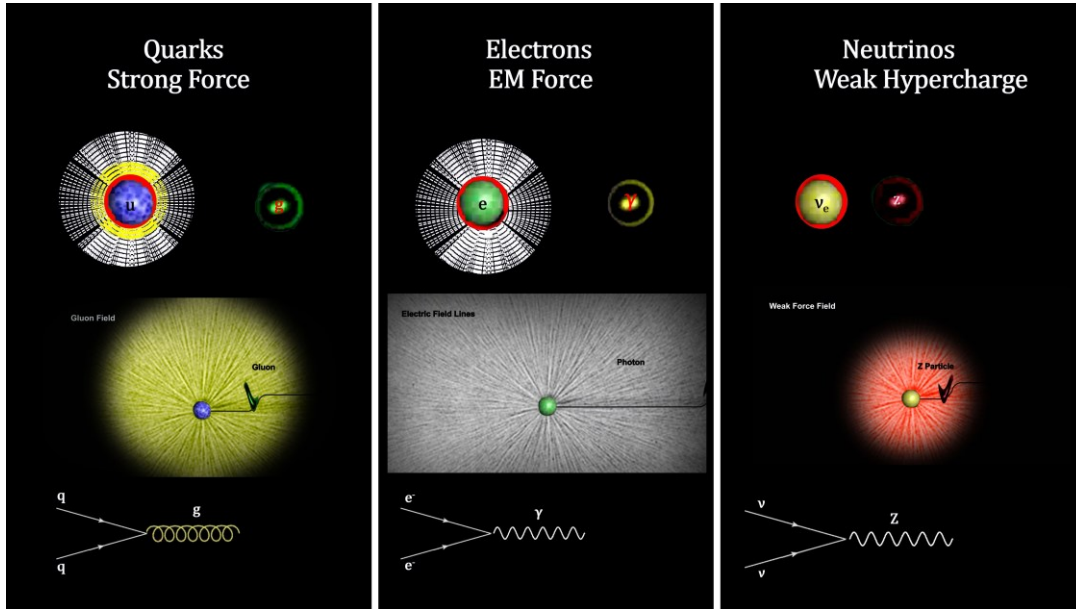 Quarks
Strong Force
μ
g
Gluon Field
Gluon
q
g
q
Electrons
EM Force
e
γ
Electric Field Lines
Photon
e-
γ
e-
Neutrinos
Weak Hypercharge
νe
z
Weak Force Field
Z Particle
ν
Z
ν